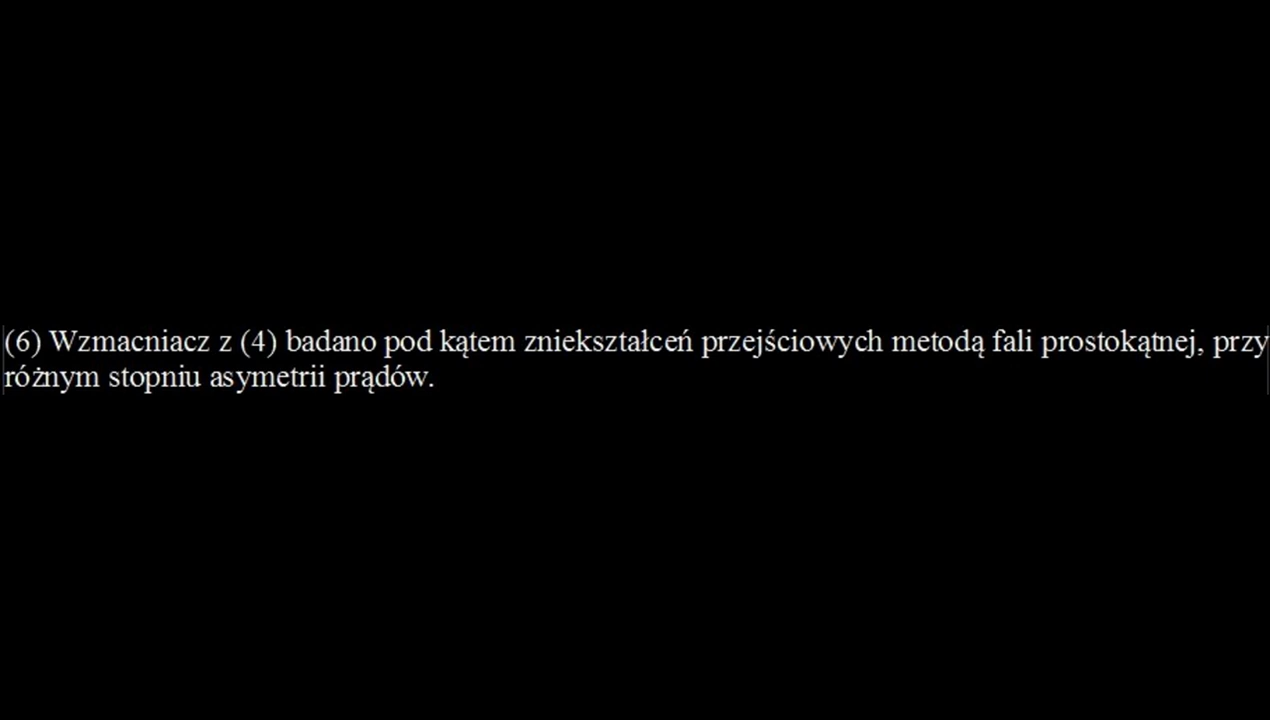 (6) Wzmacniacz z (4) badano pod kątem zniekształceń przejściowych metodą fali prostokątnej, przy
różnym stopniu asymetrii prądów.